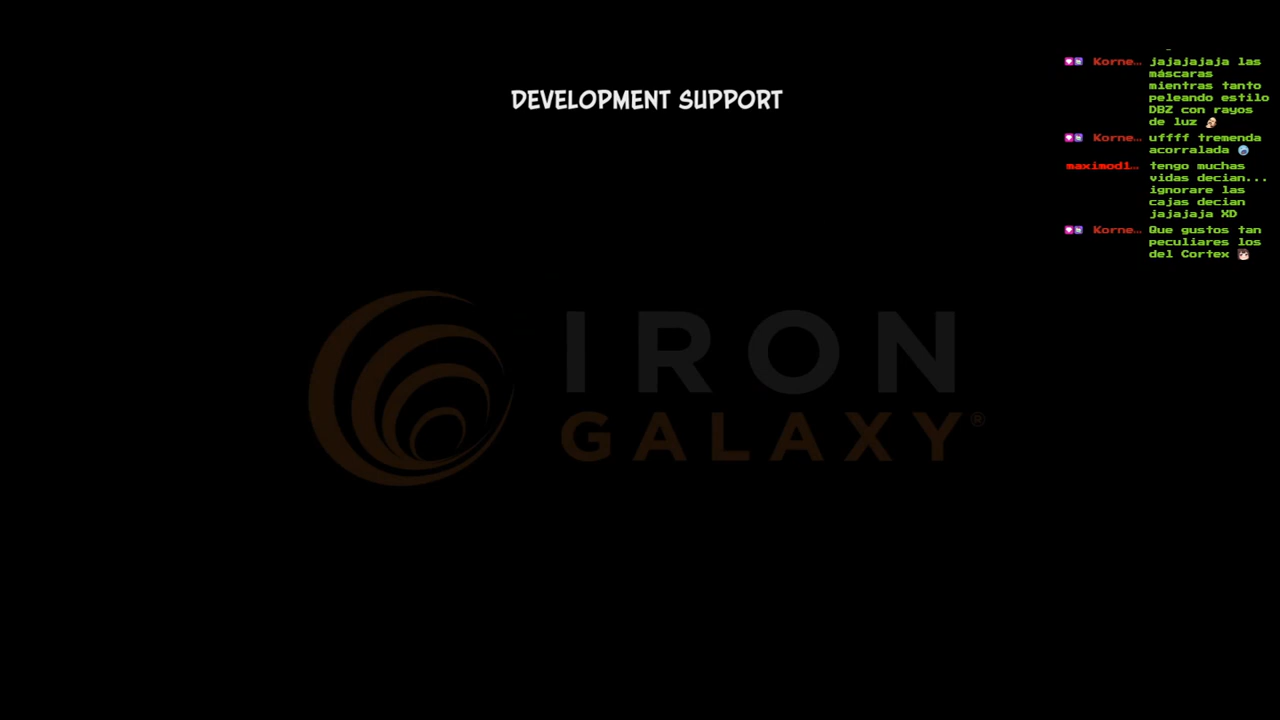 DEVELOPMENT SUPPORT
IRON
GALAXY®
Korne… jajajajaja las
máscaras
mientras tanto
peleando estilo
DBZ con rayos
de luz
Korne… uffff tremenda
acorralada
maximod1… tengo muchas
vidas decian...
ignorare las
cajas decian
jajajaja XD
Korne… Que gustos tan
peculiares los
del Cortex